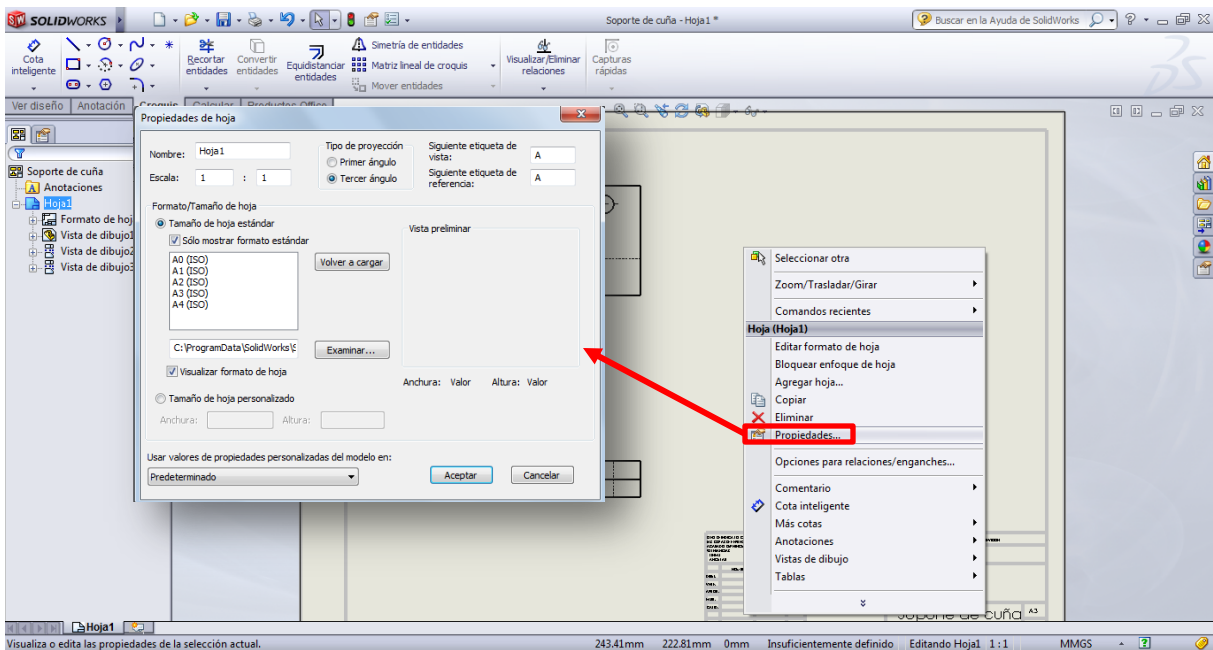 SOLIDWORKS
Soporte de cuña - Hoja1 *
Buscar en la Ayuda de SolidWorks
Cota inteligente
Recortar entidades
Convertir entidades
Equidistanciar entidades
Simetría de entidades
Matriz lineal de croquis
Mover entidades
Visualizar/Eliminar relaciones
Capturas rápidas
Ver diseño
Anotación
Croquis
Calcular
Productos Office
Soporte de cuña
Anotaciones
Hoja1
Formato de hoj
Vista de dibujo1
Vista de dibujo2
Vista de dibujo3
Propiedades de hoja
Nombre: Hoja1
Escala: 1 : 1
Tipo de proyección
Primer ángulo
Tercer ángulo
Siguiente etiqueta de vista: A
Siguiente etiqueta de referencia: A
Formato/Tamaño de hoja
Tamaño de hoja estándar
Sólo mostrar formato estándar
A0 (ISO)
A1 (ISO)
A2 (ISO)
A3 (ISO)
A4 (ISO)
Volver a cargar
C:\ProgramData\SolidWorks\S
Examinar...
Visualizar formato de hoja
Tamaño de hoja personalizado
Anchura:
Altura:
Vista preliminar
Anchura: Valor Altura: Valor
Usar valores de propiedades personalizadas del modelo en:
Predeterminado
Aceptar
Cancelar
Seleccionar otra
Zoom/Trasladar/Girar
Comandos recientes
Hoja (Hoja1)
Editar formato de hoja
Bloquear enfoque de hoja
Agregar hoja...
Copiar
Eliminar
Propiedades...
Opciones para relaciones/enganches...
Comentario
Cota inteligente
Más cotas
Anotaciones
Vistas de dibujo
Tablas
Soporte de cuña
A3
Hoja1
Visualiza o edita las propiedades de la selección actual.
243.41mm 222.81mm 0mm Insuficientemente definido Editando Hoja1 1 : 1 MMGS